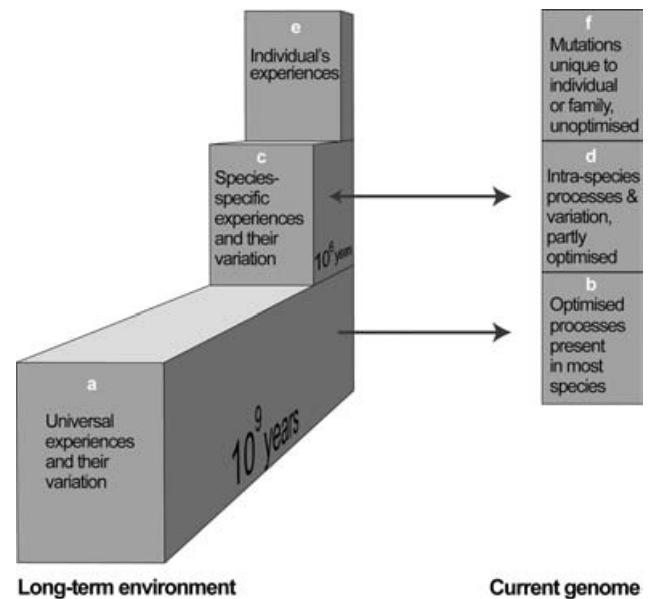 e
Individual's
experiences
c
Species-
specific
experiences
and their
variation
10⁶ years
a
Universal
experiences
and their
variation
10⁹ years
Long-term environment
f
Mutations
unique to
individual
or family,
unoptimised
d
Intra-species
processes &
variation,
partly
optimised
b
Optimised
processes
present
in most
species
Current genome